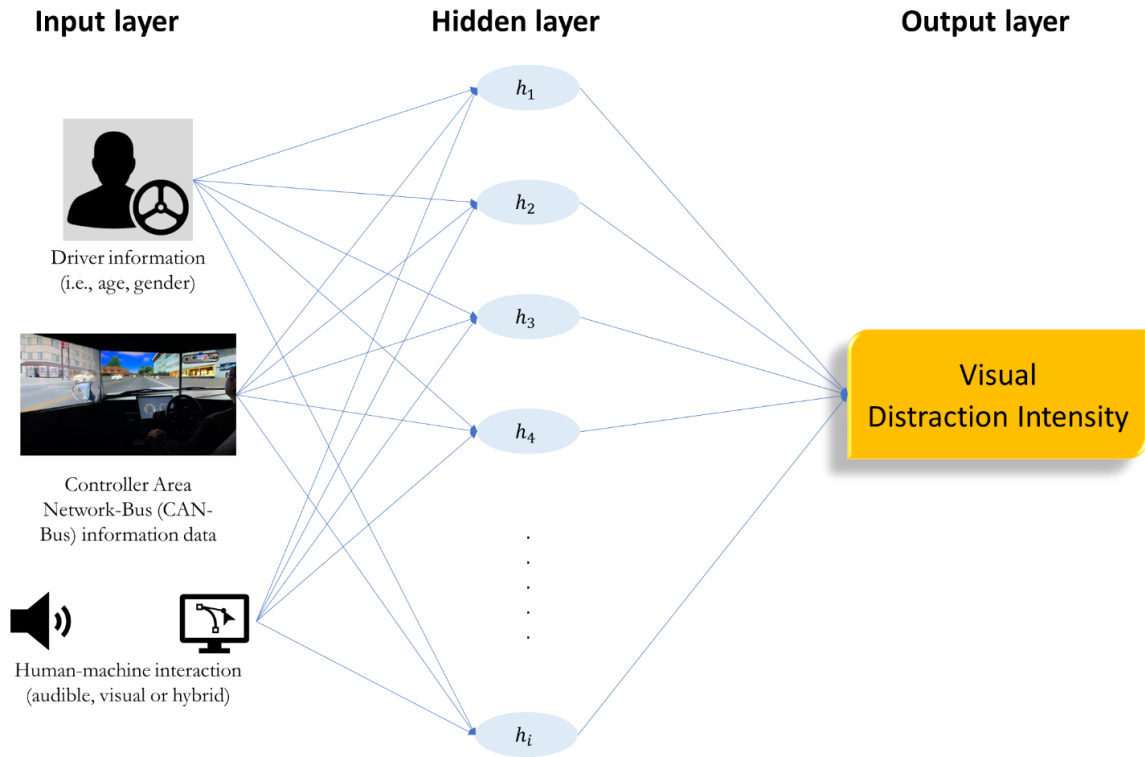 Input layer
Hidden layer
Output layer
Driver information
(i.e., age, gender)
Controller Area
Network-Bus (CAN-
Bus) information data
Human-machine interaction
(audible, visual or hybrid)
h₁
h₂
h₃
h₄
.
.
.
.
.
hᵢ
Visual
Distraction Intensity